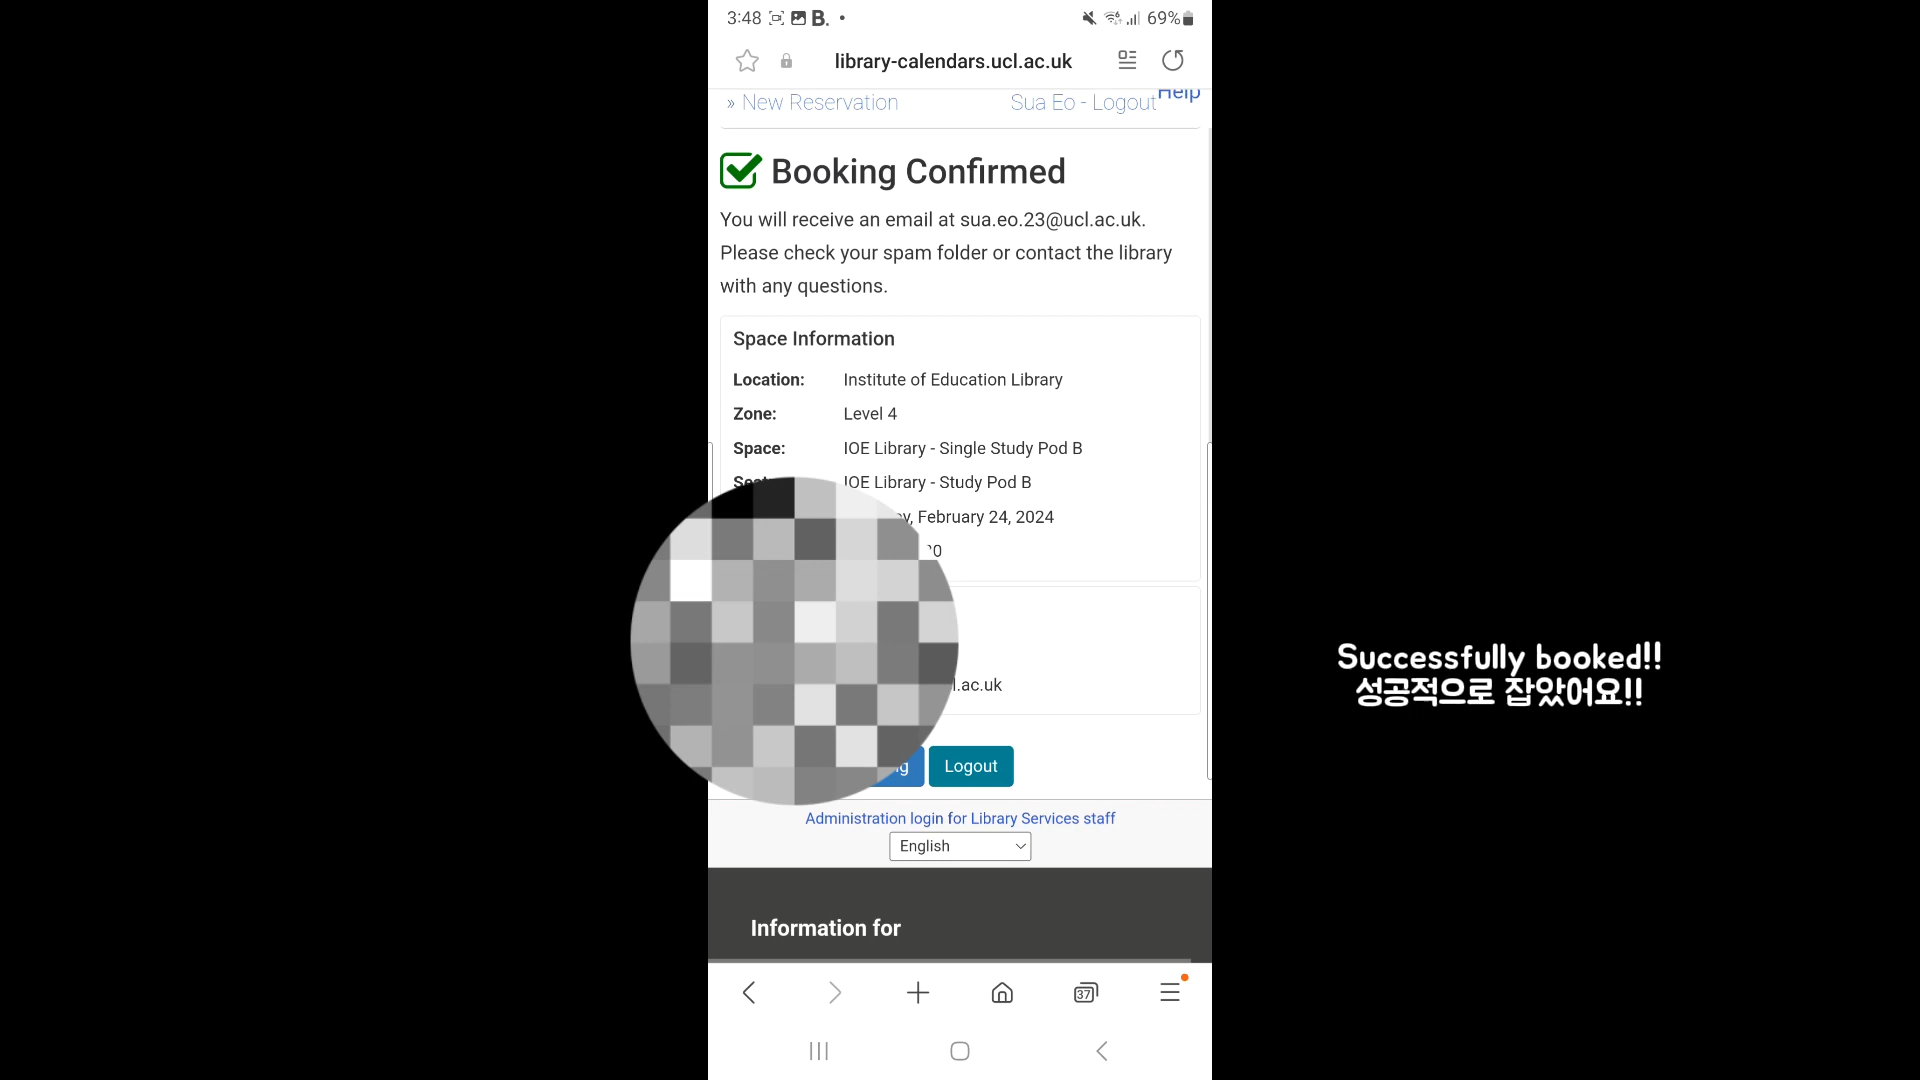 3:48 B. 69%
library-calendars.ucl.ac.uk
» New Reservation Sua Eo - Logout Help
Booking Confirmed
You will receive an email at sua.eo.23@ucl.ac.uk.
Please check your spam folder or contact the library
with any questions.
Space Information
Location: Institute of Education Library
Zone: Level 4
Space: IOE Library - Single Study Pod B
IOE Library - Study Pod B
February 24, 2024
.ac.uk
Logout
Administration login for Library Services staff
English
Information for
37
Successfully booked!!
성공적으로 잡았어요!!